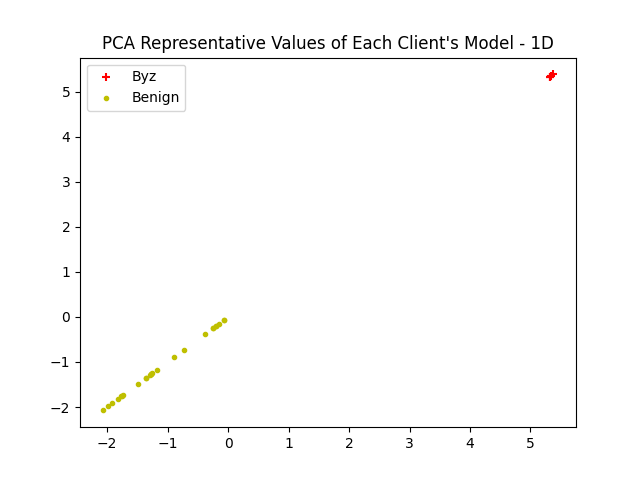 PCA Representative Values of Each Client's Model - 1D
Byz
Benign
5
4
3
2
1
0
−1
−2
−2 −1 0 1 2 3 4 5